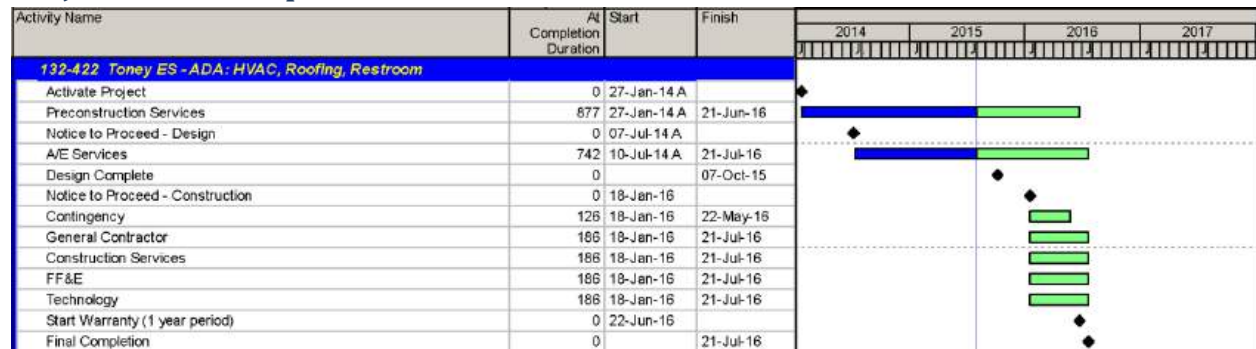 Activity Name At Completion Duration Start Finish 2014 2015 2016 2017
132-422 Toney ES - ADA: HVAC, Roofing, Restroom
Activate Project 0 27-Jan-14 A
Preconstruction Services 877 27-Jan-14 A 21-Jun-16
Notice to Proceed - Design 0 07-Jul-14 A
A/E Services 742 10-Jul-14 A 21-Jul-16
Design Complete 0 07-Oct-15
Notice to Proceed - Construction 0 18-Jan-16
Contingency 126 18-Jan-16 22-May-16
General Contractor 186 18-Jan-16 21-Jul-16
Construction Services 186 18-Jan-16 21-Jul-16
FF&E 186 18-Jan-16 21-Jul-16
Technology 186 18-Jan-16 21-Jul-16
Start Warranty (1 year period) 0 22-Jun-16
Final Completion 0 21-Jul-16